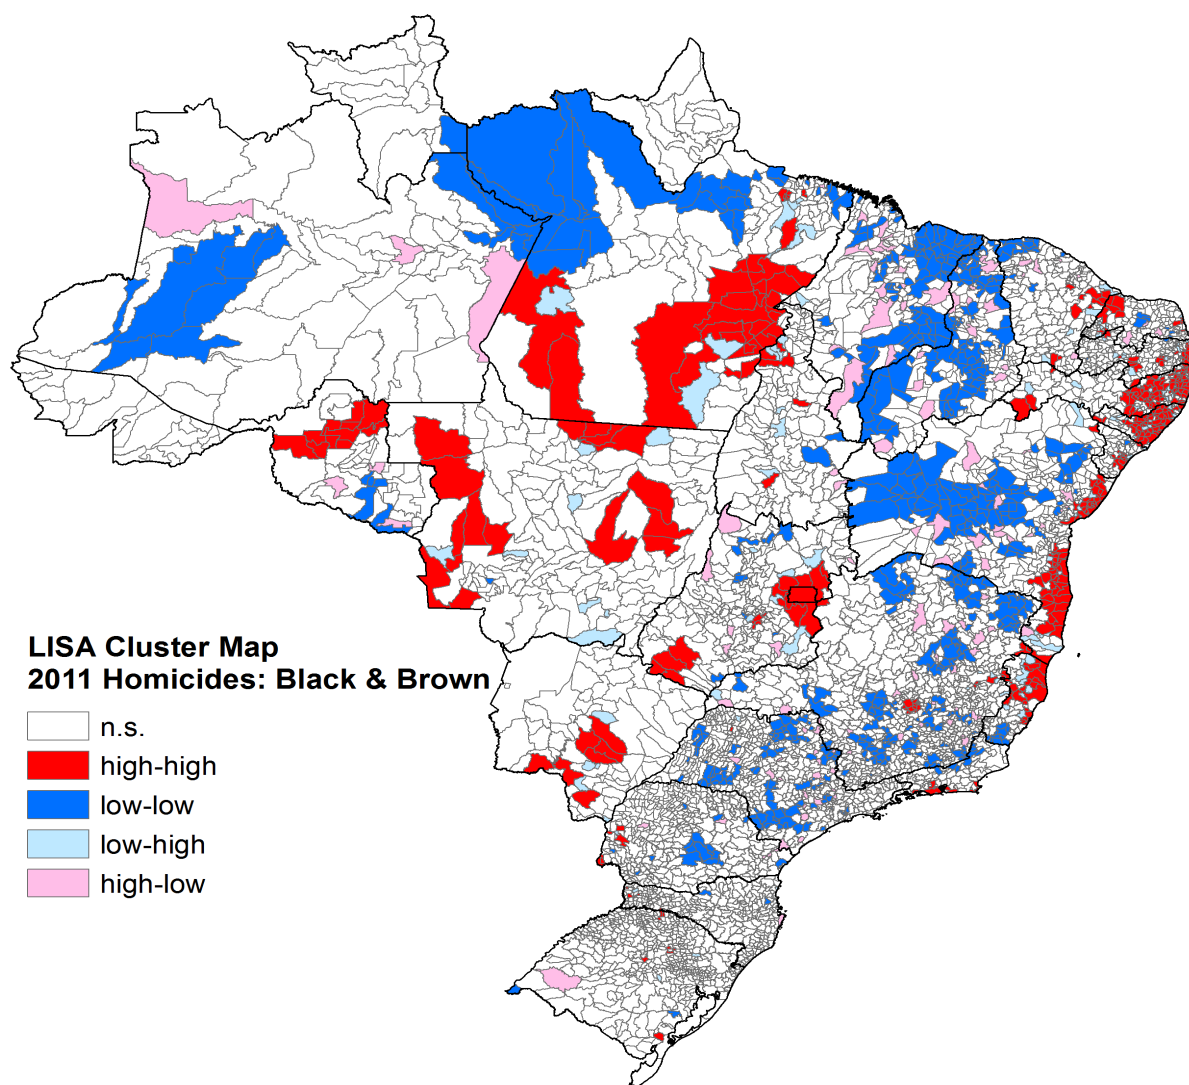 LISA Cluster Map
2011 Homicides: Black & Brown
n.s.
high-high
low-low
low-high
high-low